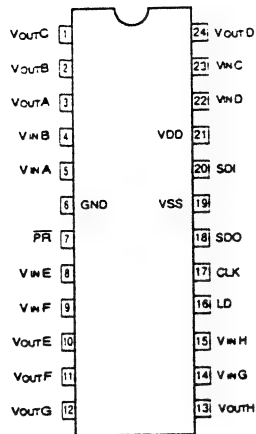 VOUTC 1 24 VOUTD
VOUTB 2 23 VINC
VOUTA 3 22 VIND
VINB 4 VDD 21
VINA 5 20 SDI
6 GND VSS 19
PR 7 18 SDO
VINE 8 17 CLK
VINF 9 16 LD
VOUTE 10 15 VINH
VOUTF 11 14 VING
VOUTG 12 13 VOUTH